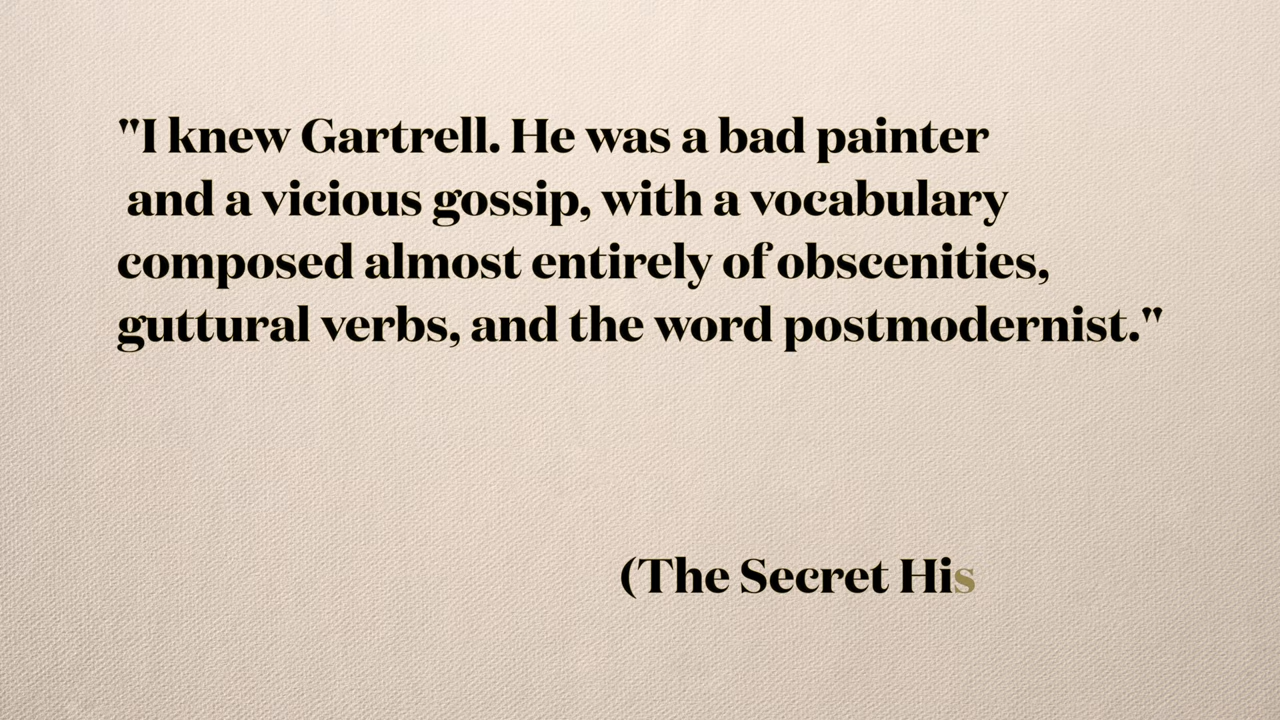 "I knew Gartrell. He was a bad painter
and a vicious gossip, with a vocabulary
composed almost entirely of obscenities,
guttural verbs, and the word postmodernist."
(The Secret His